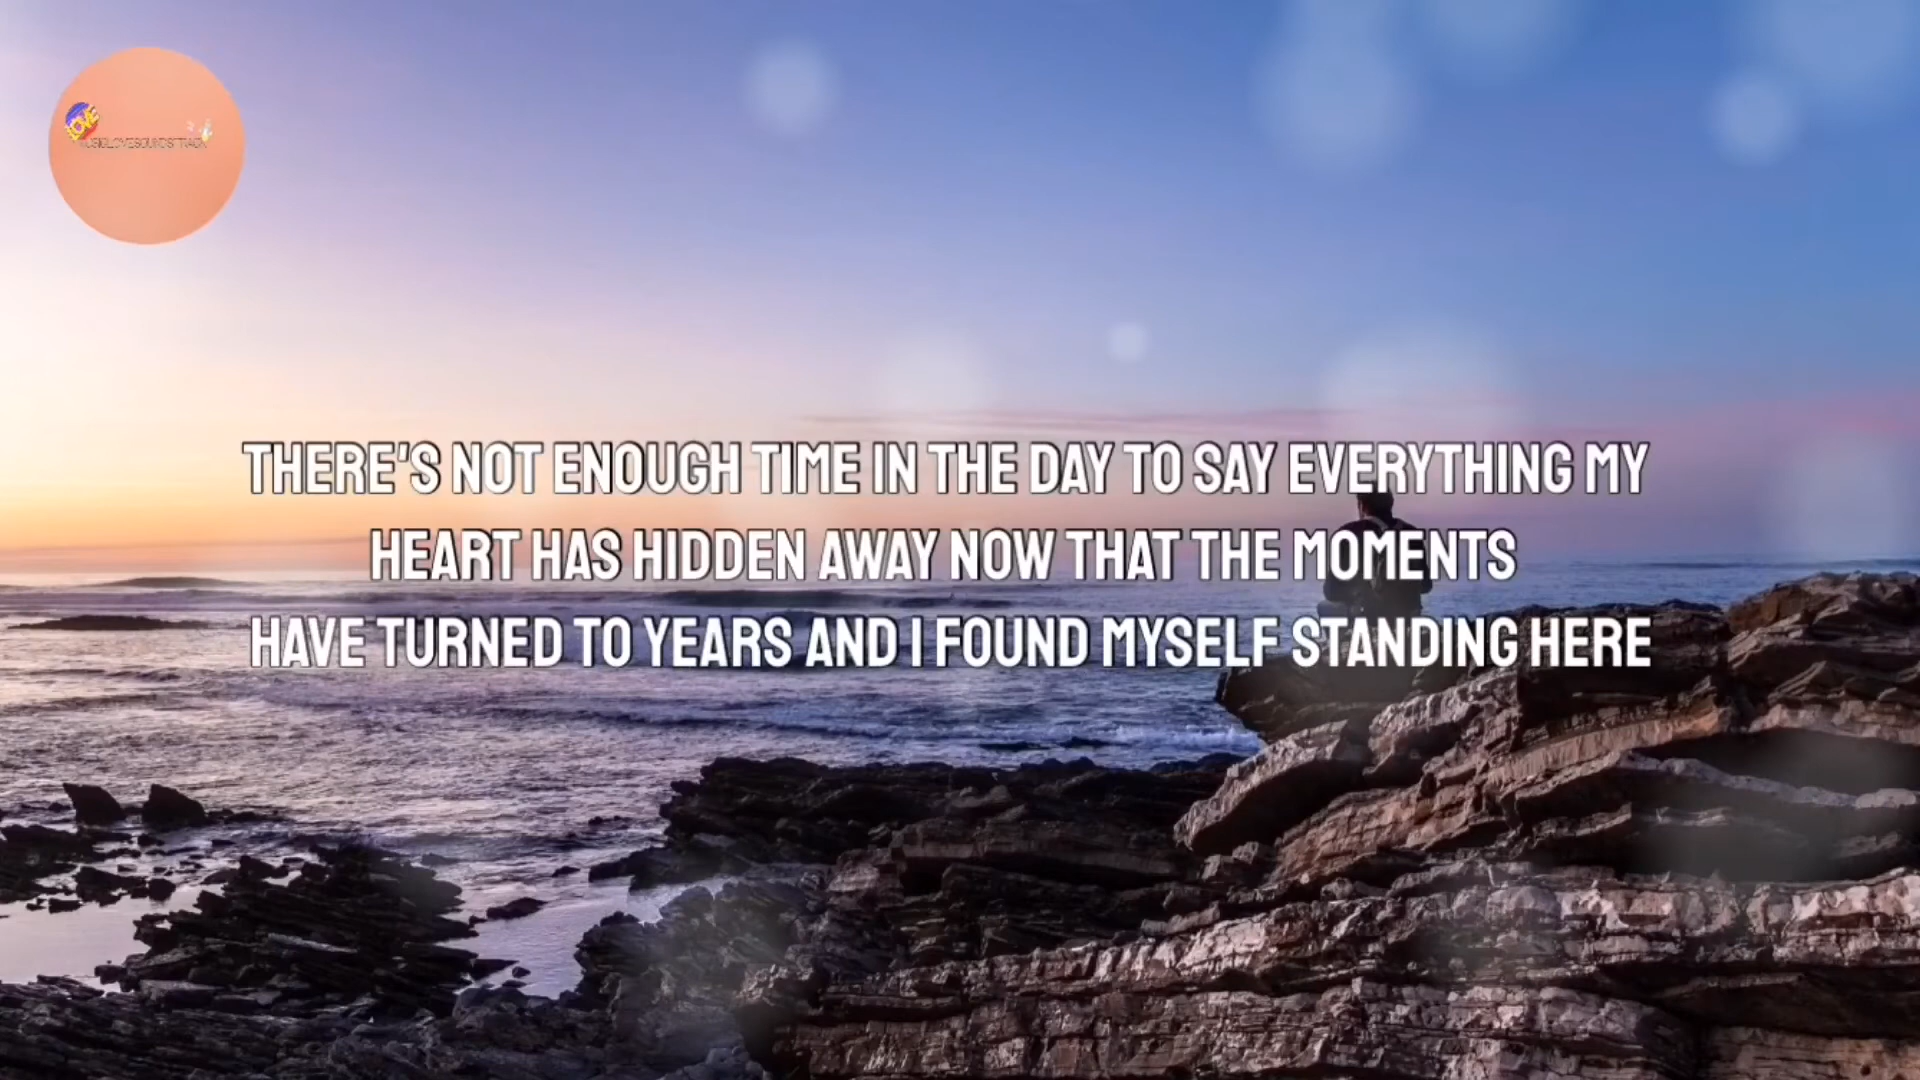 LOVE
THERE'S NOT ENOUGH TIME IN THE DAY TO SAY EVERYTHING MY
HEART HAS HIDDEN AWAY NOW THAT THE MOMENTS
HAVE TURNED TO YEARS AND I FOUND MYSELF STANDING HERE